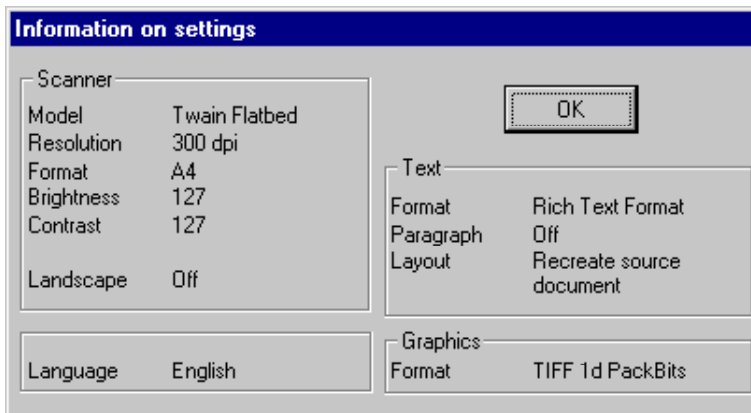 Information on settings
Scanner
Model Twain Flatbed
Resolution 300 dpi
Format A4
Brightness 127
Contrast 127
Landscape Off
Language English
OK
Text
Format Rich Text Format
Paragraph Off
Layout Recreate source
document
Graphics
Format TIFF 1d PackBits